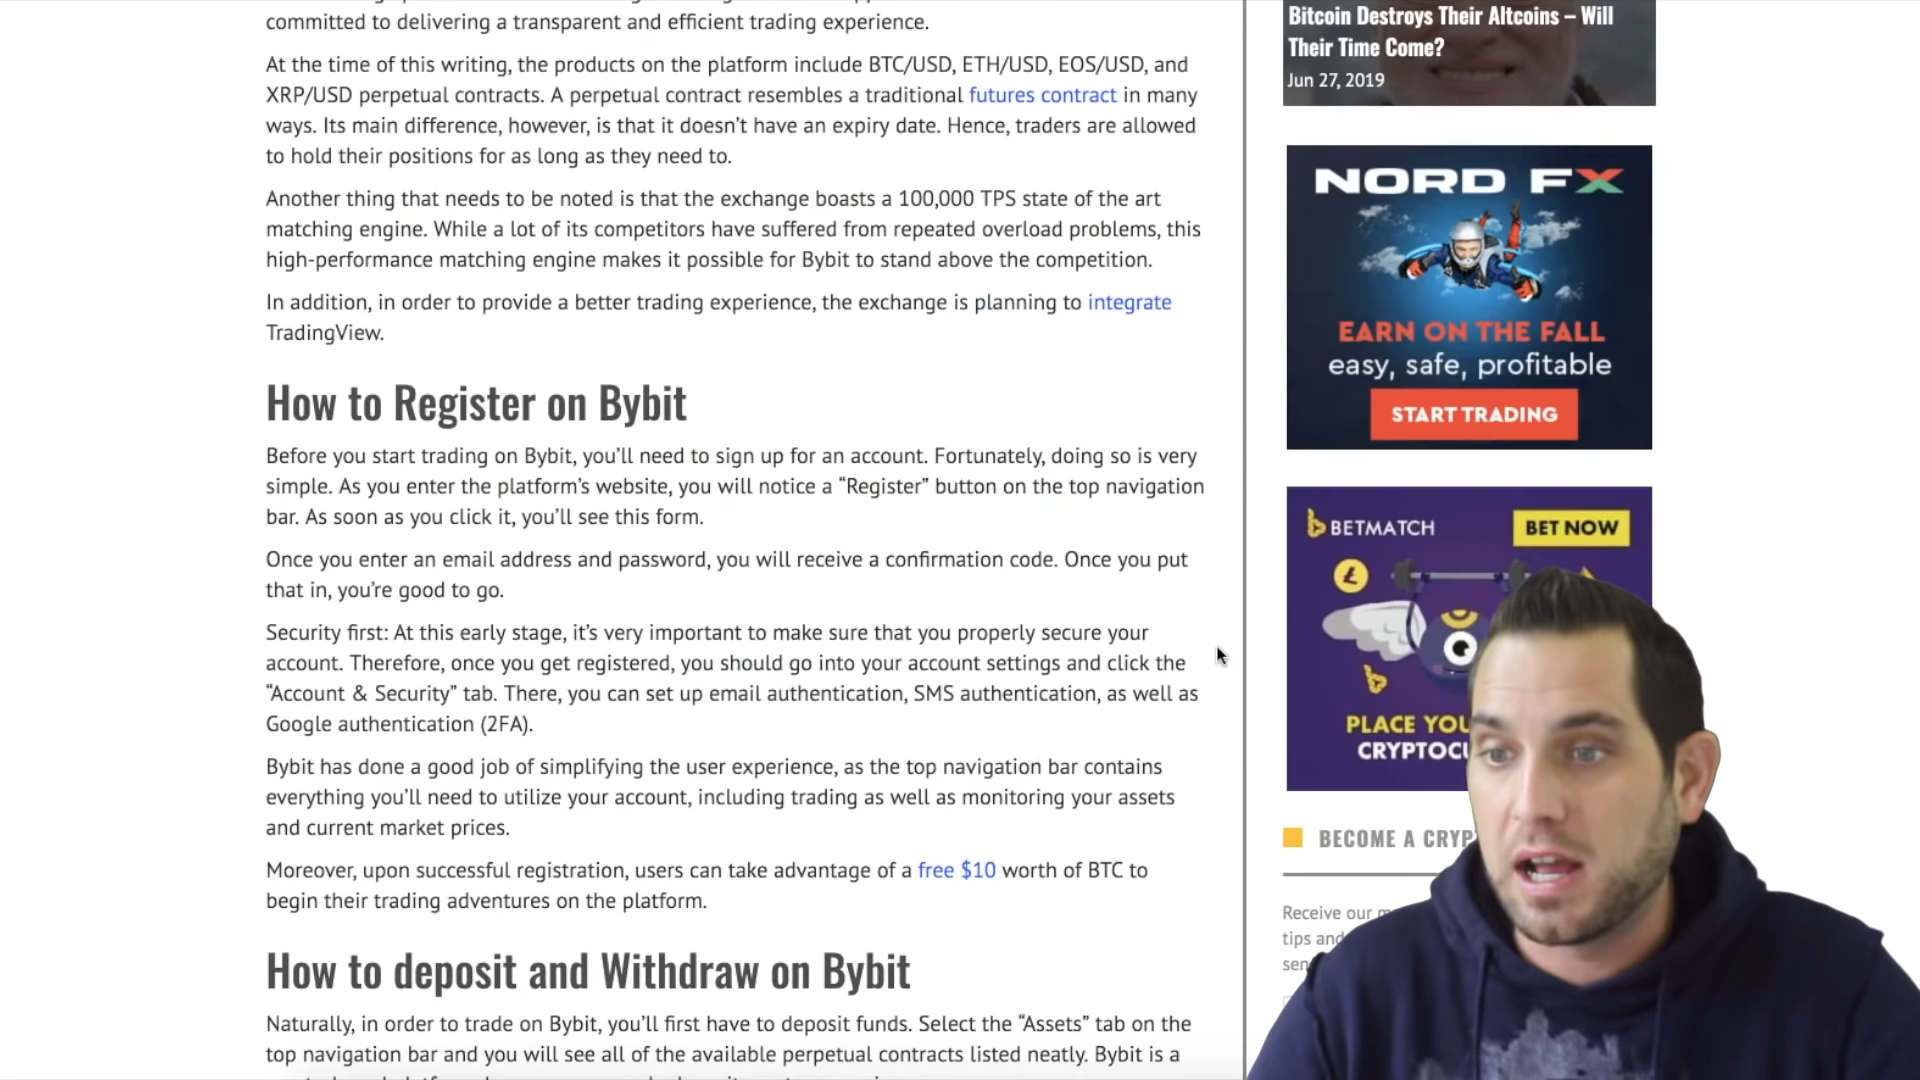 committed to delivering a transparent and efficient trading experience.
At the time of this writing, the products on the platform include BTC/USD, ETH/USD, EOS/USD, and
XRP/USD perpetual contracts. A perpetual contract resembles a traditional futures contract in many
ways. Its main difference, however, is that it doesn’t have an expiry date. Hence, traders are allowed
to hold their positions for as long as they need to.
Another thing that needs to be noted is that the exchange boasts a 100,000 TPS state of the art
matching engine. While a lot of its competitors have suffered from repeated overload problems, this
high-performance matching engine makes it possible for Bybit to stand above the competition.
In addition, in order to provide a better trading experience, the exchange is planning to integrate
TradingView.
How to Register on Bybit
Before you start trading on Bybit, you’ll need to sign up for an account. Fortunately, doing so is very
simple. As you enter the platform’s website, you will notice a “Register” button on the top navigation
bar. As soon as you click it, you’ll see this form.
Once you enter an email address and password, you will receive a confirmation code. Once you put
that in, you’re good to go.
Security first: At this early stage, it’s very important to make sure that you properly secure your
account. Therefore, once you get registered, you should go into your account settings and click the
“Account & Security” tab. There, you can set up email authentication, SMS authentication, as well as
Google authentication (2FA).
Bybit has done a good job of simplifying the user experience, as the top navigation bar contains
everything you’ll need to utilize your account, including trading as well as monitoring your assets
and current market prices.
Moreover, upon successful registration, users can take advantage of a free $10 worth of BTC to
begin their trading adventures on the platform.
How to deposit and Withdraw on Bybit
Naturally, in order to trade on Bybit, you’ll first have to deposit funds. Select the “Assets” tab on the
top navigation bar and you will see all of the available perpetual contracts listed neatly. Bybit is a
Bitcoin Destroys Their Altcoins – Will
Their Time Come?
Jun 27, 2019
NORD FX
EARN ON THE FALL
easy, safe, profitable
START TRADING
BETMATCH
BET NOW
PLACE YOU
CRYPTOCU
BECOME A CRYP
Receive our m
tips and
sen